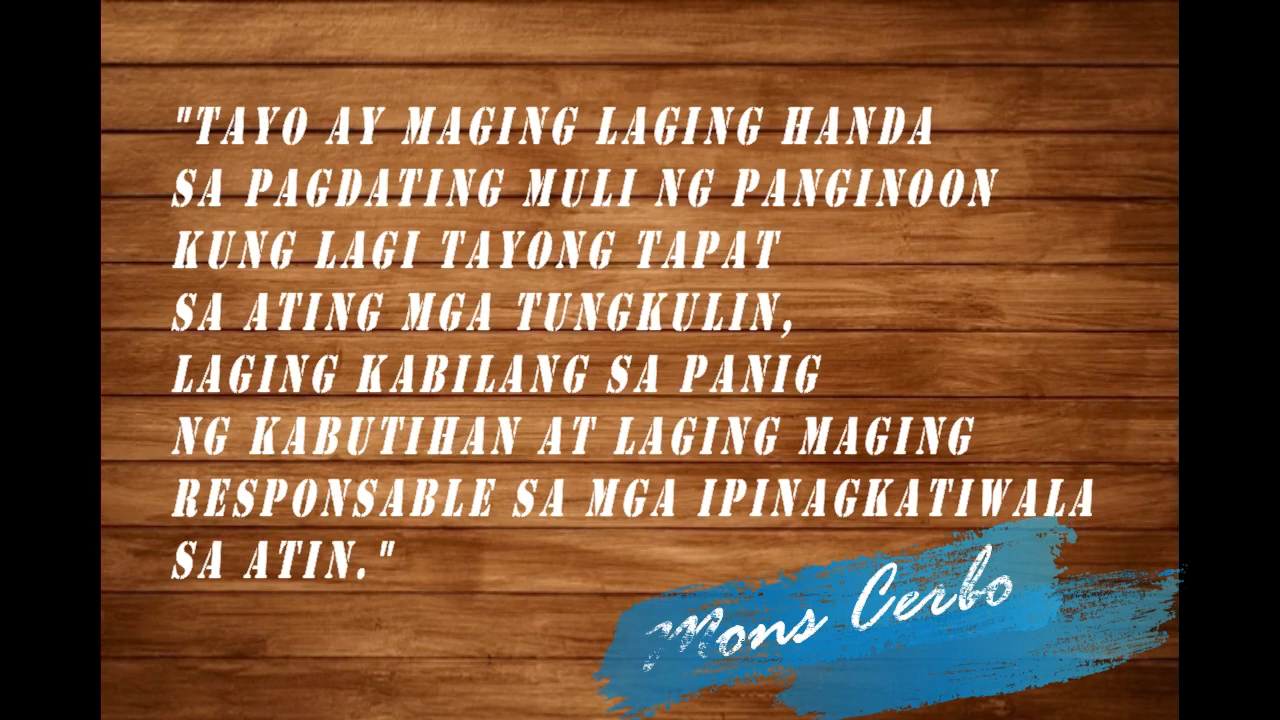 "TAYO AY MAGING LAGING HANDA
SA PAGDATING MULI NG PANGINOON
KUNG LAGI TAYONG TAPAT
SA ATING MGA TUNGKULIN,
LAGING KABILANG SA PANIG
NG KABUTIHAN AT LAGING MAGING
RESPONSABLE SA MGA IPINAGKATIWALA
SA ATIN."
Mons Cerbo